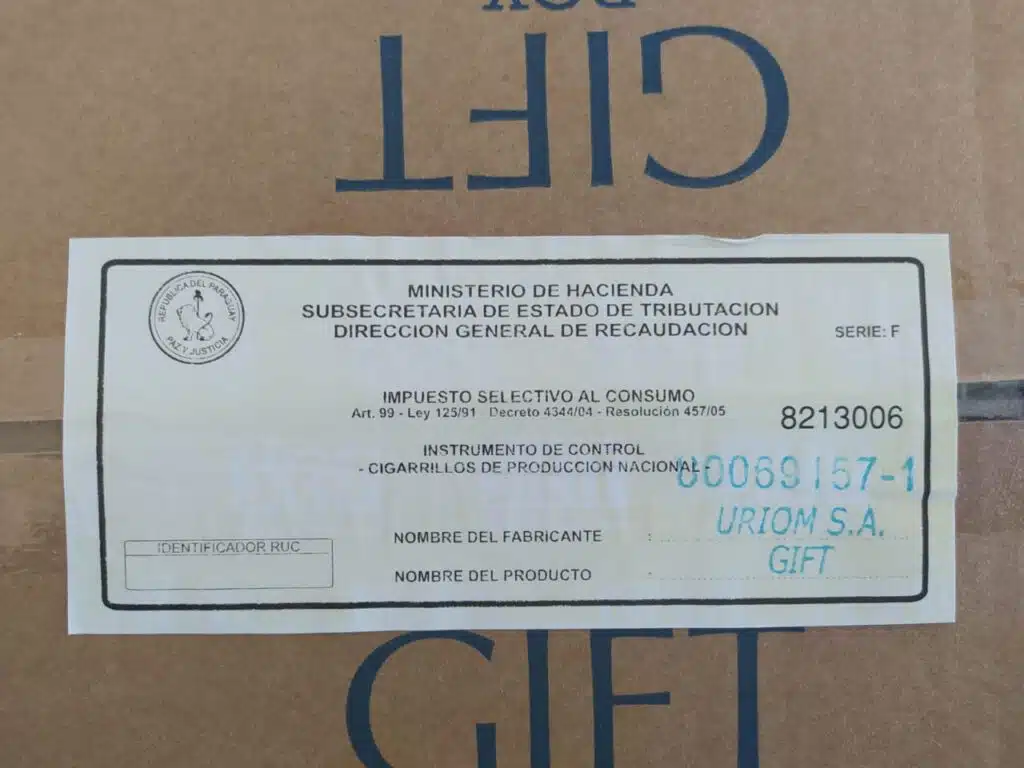 BOX
GIFT
REPUBLICA DEL PARAGUAY
PAZ Y JUSTICIA
MINISTERIO DE HACIENDA
SUBSECRETARIA DE ESTADO DE TRIBUTACION
DIRECCION GENERAL DE RECAUDACION
SERIE: F
IMPUESTO SELECTIVO AL CONSUMO
Art. 99 - Ley 125/91 - Decreto 4344/04 - Resolución 457/05
8213006
INSTRUMENTO DE CONTROL
- CIGARRILLOS DE PRODUCCION NACIONAL -
00069157-1
IDENTIFICADOR RUC
NOMBRE DEL FABRICANTE : URIOM S.A.
NOMBRE DEL PRODUCTO : GIFT
GIFT